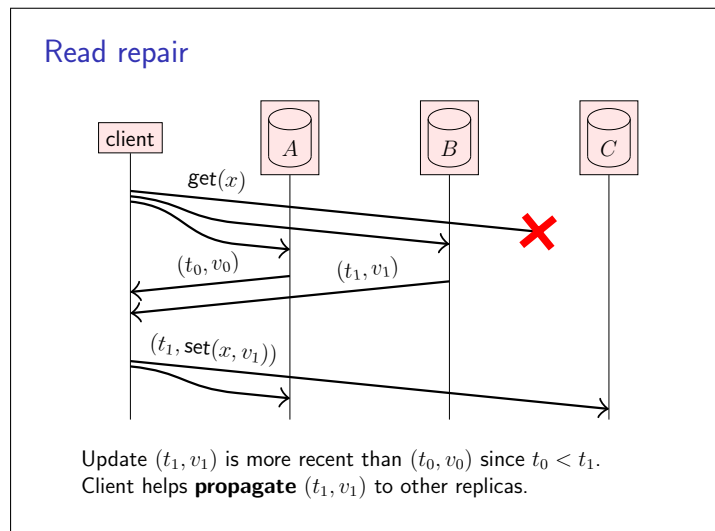 Read repair
client
A
B
C
get(x)
(t₀, v₀)
(t₁, v₁)
(t₁, set(x, v₁))
Update (t₁, v₁) is more recent than (t₀, v₀) since t₀ < t₁.
Client helps propagate (t₁, v₁) to other replicas.